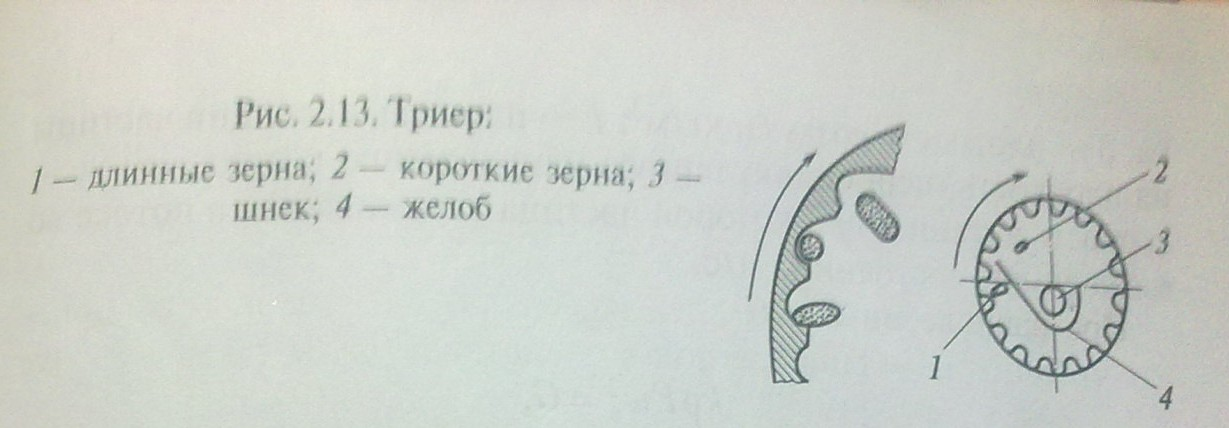 Рис. 2.13. Триер:
1 — длинные зерна; 2 — короткие зерна; 3 —
шнек; 4 — желоб
2
3
1
4